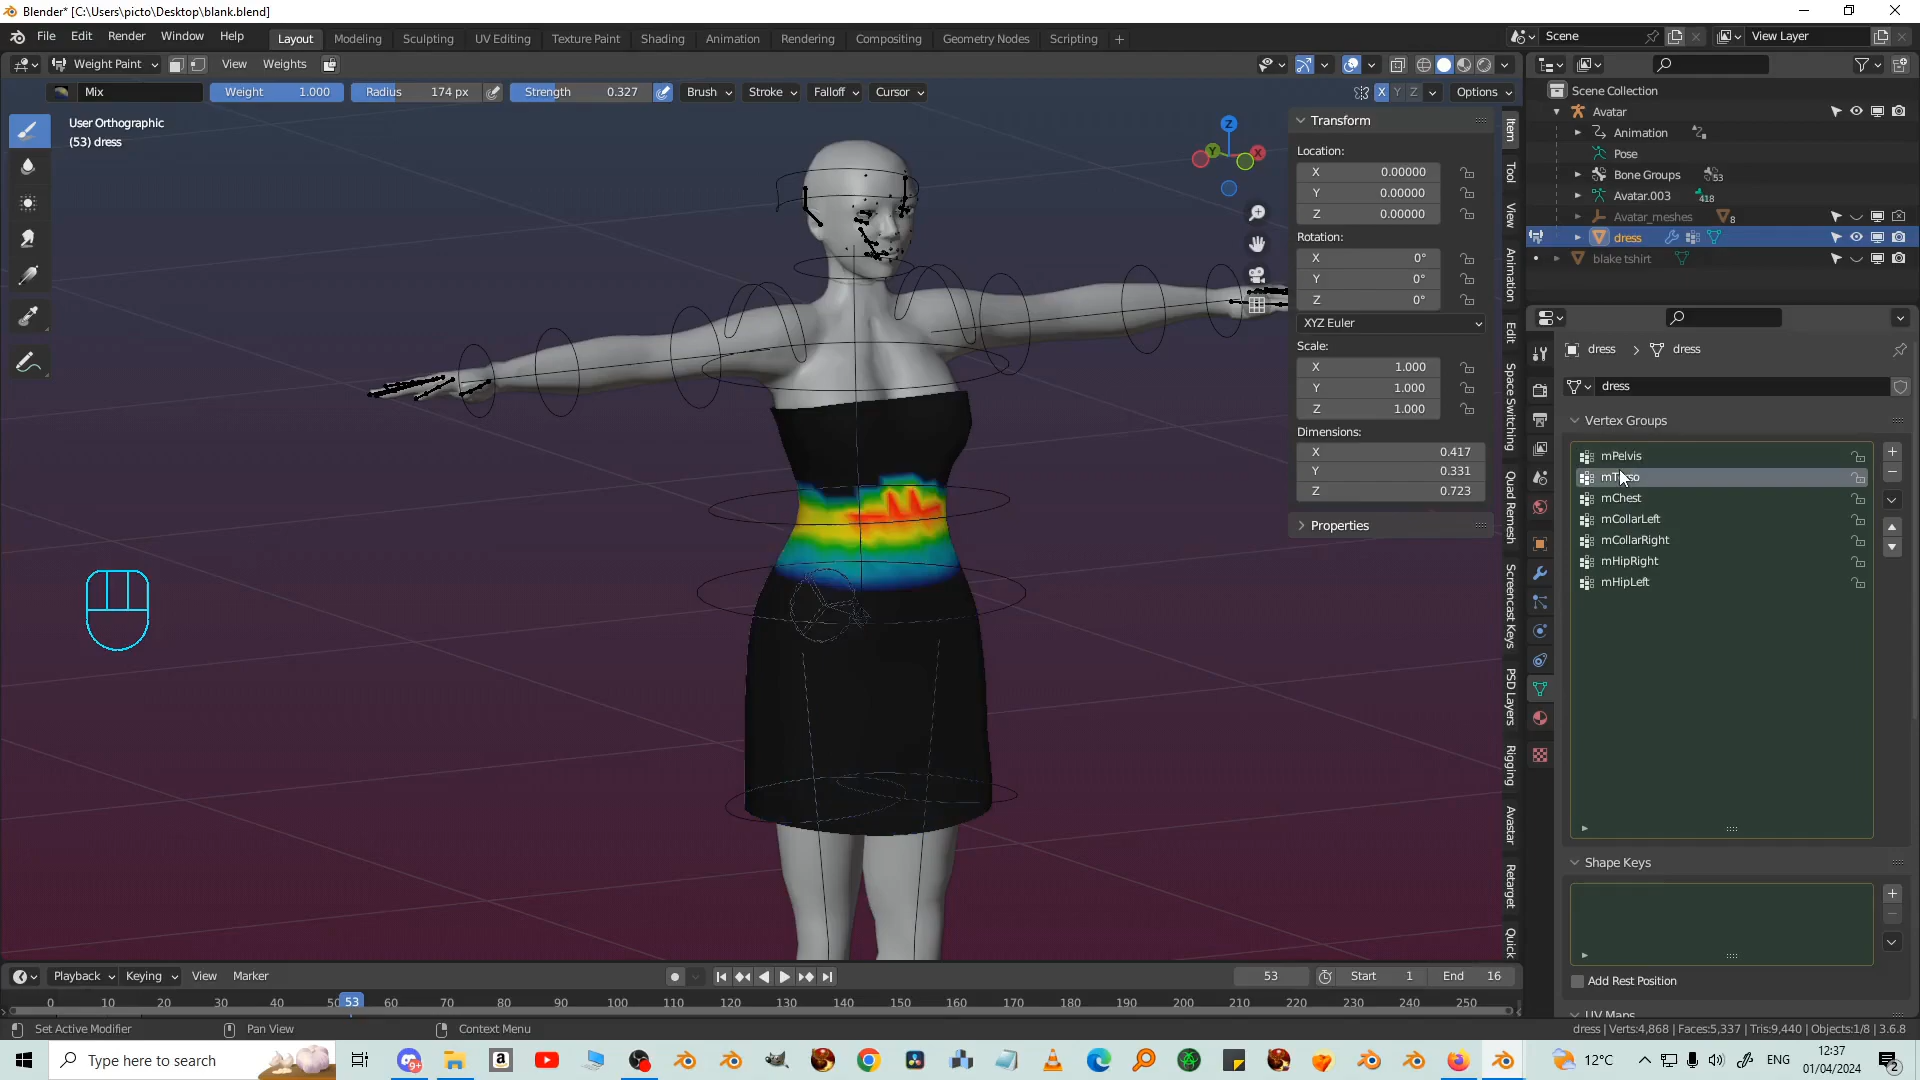 Blender* [C:\Users\picto\Desktop\blank.blend]
File Edit Render Window Help Layout Modeling Sculpting UV Editing Texture Paint Shading Animation Rendering Compositing Geometry Nodes Scripting + Scene View Layer
Weight Paint View Weights
Mix Weight 1.000 Radius 174 px Strength 0.327 Brush Stroke Falloff Cursor X Y Z Options
User Orthographic
(53) dress
Z
Y
X
Transform
Location:
X 0.00000
Y 0.00000
Z 0.00000
Rotation:
X 0°
Y 0°
Z 0°
XYZ Euler
Scale:
X 1.000
Y 1.000
Z 1.000
Dimensions:
X 0.417
Y 0.331
Z 0.723
Properties
Item
Tool
View
Animation
Edit
Space Switching
Quad Remesh
Screencast Keys
PSD Layers
Rigging
Avastar
Retarget
Quick
Scene Collection
Avatar
Animation
Pose
Bone Groups 53
Avatar.003 418
Avatar_meshes 8
dress
blake tshirt
dress > dress
dress
Vertex Groups
mPelvis
mChest
mCollarLeft
mCollarRight
mHipRight
mHipLeft
Shape Keys
Add Rest Position
UV Maps
Playback Keying View Marker 53 Start 1 End 16
0 10 20 30 40 50 53 60 70 80 90 100 110 120 130 140 150 160 170 180 190 200 210 220 230 240 250
Set Active Modifier Pan View Context Menu dress | Verts:4,868 | Faces:5,337 | Tris:9,440 | Objects:1/8 | 3.6.8
Type here to search 9+ 12°C ENG 12:37
01/04/2024 2